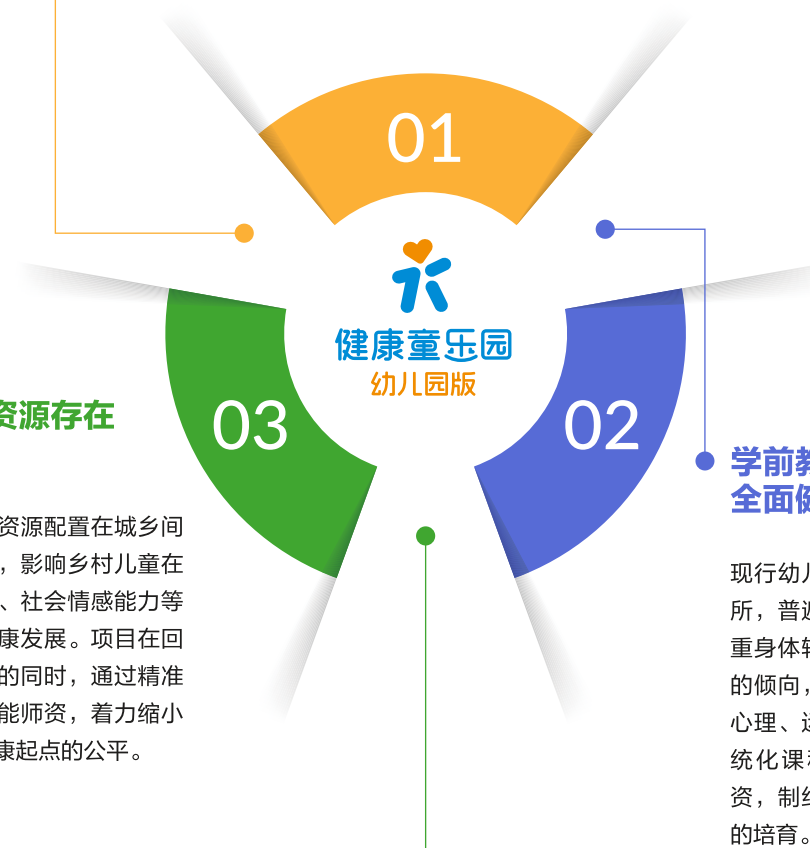 01
健康童乐园
幼儿园版
03
02
资源存在
资源配置在城乡间
，影响乡村儿童在
、社会情感能力等
康发展。项目在回
的同时，通过精准
能师资，着力缩小
康起点的公平。
学前教
全面健
现行幼儿
所，普遍
重身体轻
的倾向，
心理、运
统化课程
资，制约
的培育。